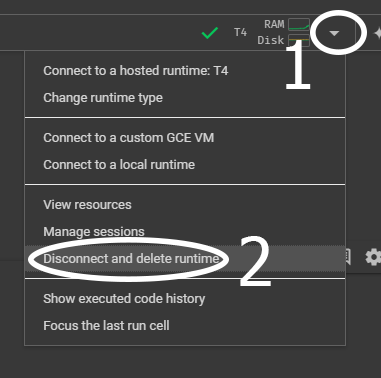 T4
RAM
Disk
1
Connect to a hosted runtime: T4
Change runtime type
Connect to a custom GCE VM
Connect to a local runtime
View resources
Manage sessions
Disconnect and delete runtime
2
Show executed code history
Focus the last run cell